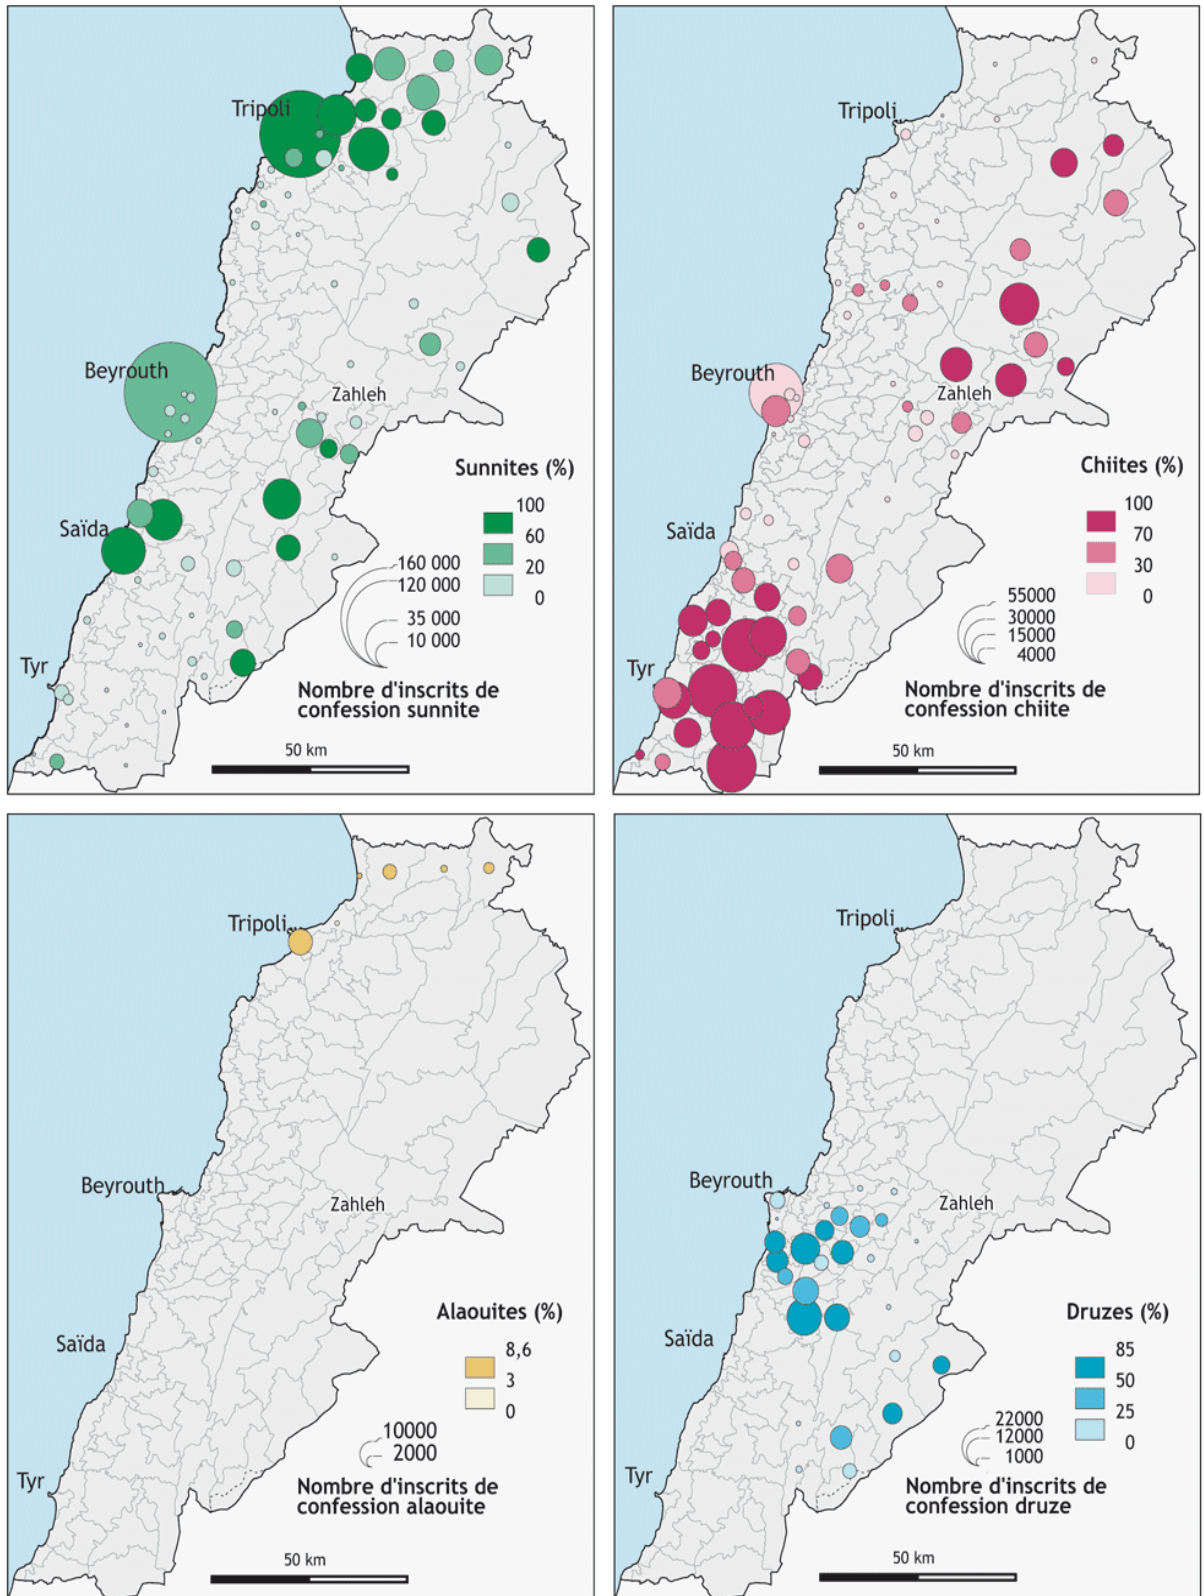 Tripoli
Beyrouth
Zahleh
Sunnites (%)
100
60
20
0
Saïda
160 000
120 000
35 000
10 000
Tyr
Nombre d'inscrits de
confession sunnite
50 km
Tripoli
Beyrouth
Zahleh
Chiites (%)
100
70
30
0
Saïda
55000
30000
15000
4000
Tyr
Nombre d'inscrits de
confession chiite
50 km
Tripoli
Beyrouth
Zahleh
Alaouites (%)
8,6
3
0
Saïda
10000
2000
Tyr
Nombre d'inscrits de
confession alaouite
50 km
Tripoli
Beyrouth
Zahleh
Druzes (%)
85
50
25
0
Saïda
22000
12000
1000
Tyr
Nombre d'inscrits de
confession druze
50 km